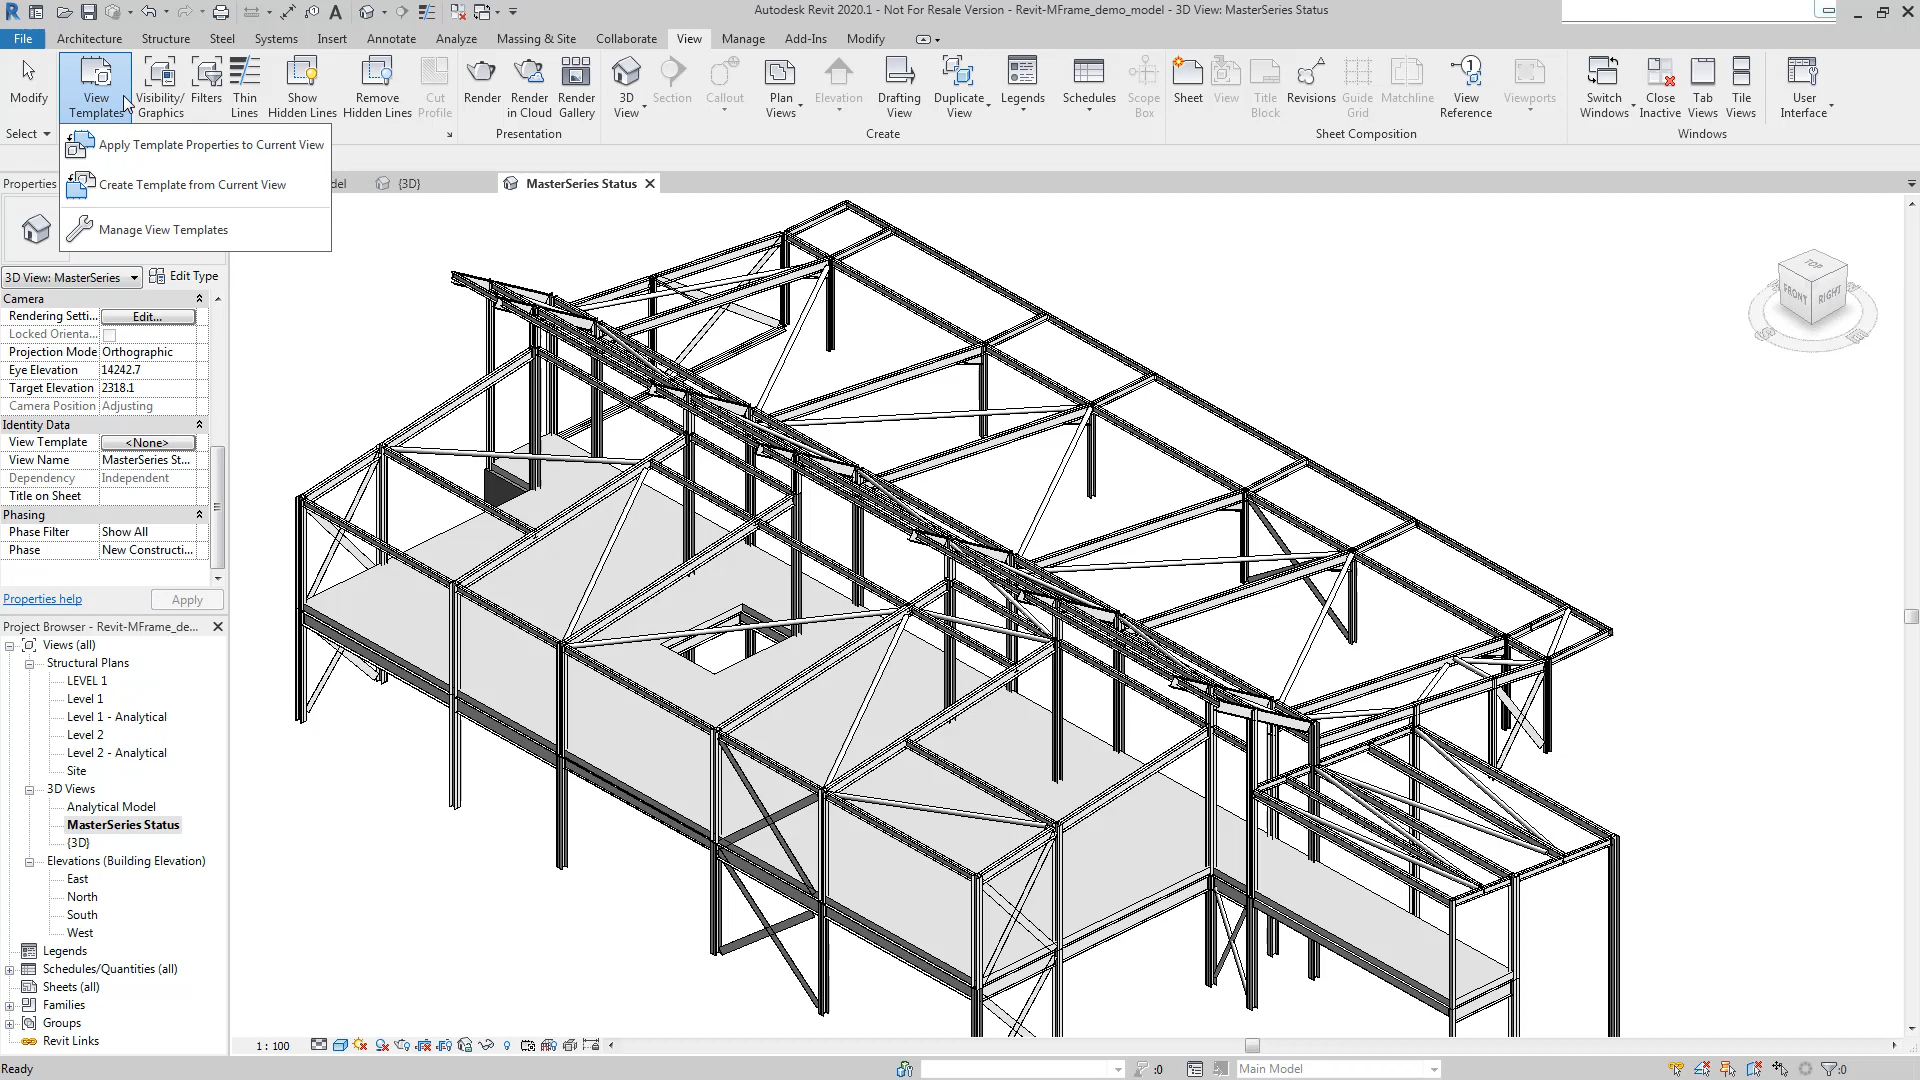 Autodesk Revit 2020.1 - Not For Resale Version - Revit-MFrame_demo_model - 3D View: MasterSeries Status
File Architecture Structure Steel Systems Insert Annotate Analyze Massing & Site Collaborate View Manage Add-Ins Modify
Modify
View Templates
Visibility/ Graphics
Filters
Thin Lines
Show Hidden Lines
Remove Hidden Lines
Cut Profile
Render
Render in Cloud
Render Gallery
3D View
Section
Callout
Plan Views
Elevation
Drafting View
Duplicate View
Legends
Schedules
Scope Box
Sheet
View
Title Block
Revisions
Guide Grid
Matchline
View Reference
Viewports
Switch Windows
Close Inactive
Tab Views
Tile Views
User Interface
Select
Presentation
Create
Sheet Composition
Windows
Apply Template Properties to Current View
Create Template from Current View
Manage View Templates
Properties
del
{3D}
MasterSeries Status
3D View: MasterSeries
Edit Type
Camera
Rendering Setti... Edit...
Locked Orienta...
Projection Mode Orthographic
Eye Elevation 14242.7
Target Elevation 2318.1
Camera Position Adjusting
Identity Data
View Template <None>
View Name MasterSeries St...
Dependency Independent
Title on Sheet
Phasing
Phase Filter Show All
Phase New Constructi...
Properties help
Apply
Project Browser - Revit-MFrame_de...
Views (all)
Structural Plans
LEVEL 1
Level 1
Level 1 - Analytical
Level 2
Level 2 - Analytical
Site
3D Views
Analytical Model
MasterSeries Status
{3D}
Elevations (Building Elevation)
East
North
South
West
Legends
Schedules/Quantities (all)
Sheets (all)
Families
Groups
Revit Links
TOP
FRONT
RIGHT
1 : 100
Ready
:0
Main Model
:0